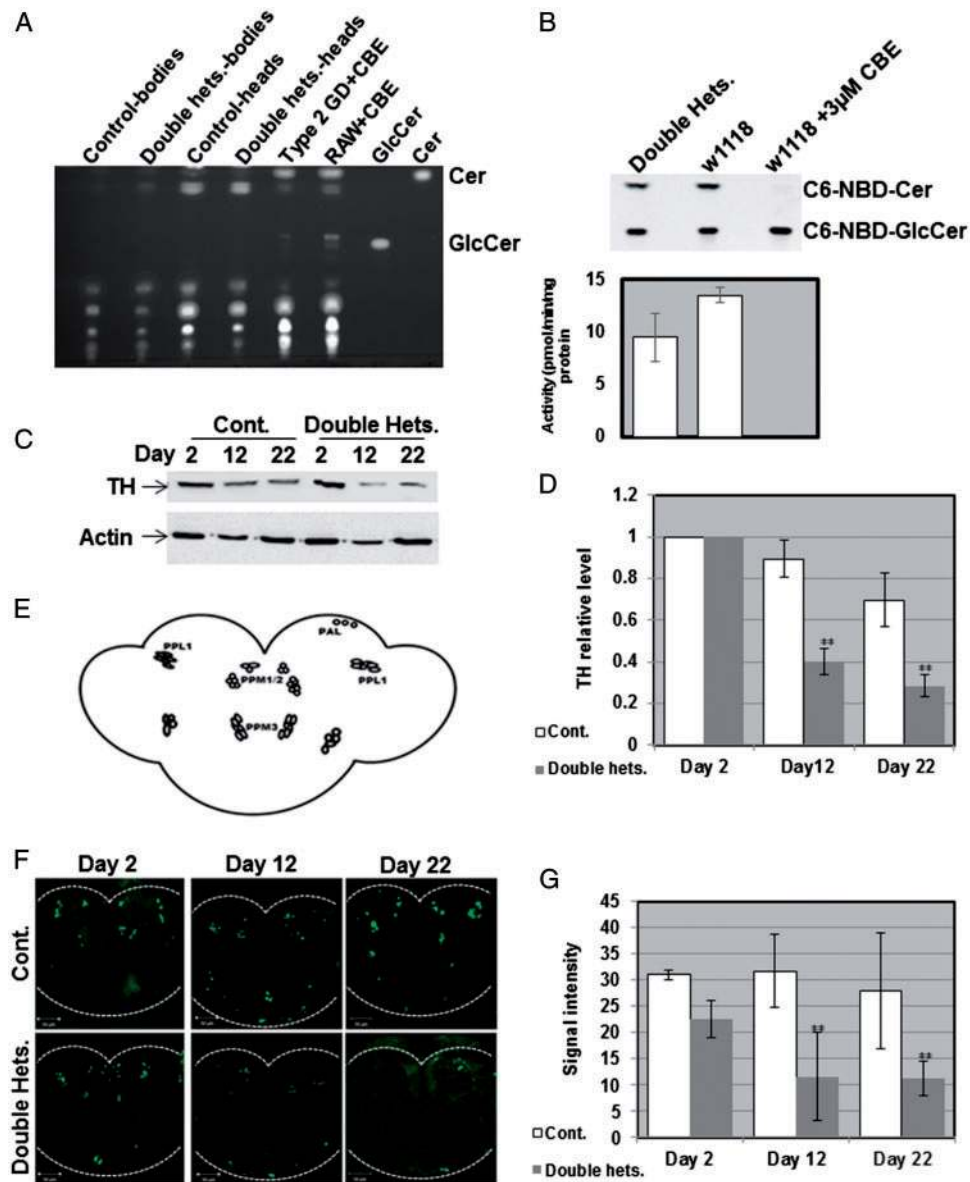 A
Control-bodies
Double hets.-bodies
Control-heads
Double hets.-heads
Type 2 GD+CBE
RAW+CBE
GlcCer
Cer
Cer
GlcCer
B
Double Hets.
w1118
w1118 +3µM CBE
C6-NBD-Cer
C6-NBD-GlcCer
Activity (pmol/min/mg
protein
15
10
5
0
C
Cont. Double Hets.
Day 2 12 22 2 12 22
TH
Actin
D
TH relative level
1.2
1
0.8
0.6
0.4
0.2
0
** **
Cont.
Double hets.
Day 2 Day12 Day 22
E
PAL
PPL1
PPM1/2
PPL1
PPM3
F
Day 2 Day 12 Day 22
Cont.
Double Hets.
G
Signal intensity
45
40
35
30
25
20
15
10
5
0
** **
Cont.
Double hets.
Day 2 Day 12 Day 22